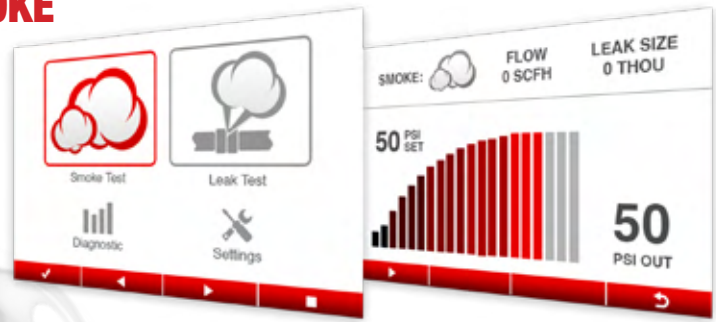 OKE
Smoke Test
Leak Test
Diagnostic
Settings
SMOKE:
FLOW
0 SCFH
LEAK SIZE
0 THOU
50 PSI SET
50
PSI OUT